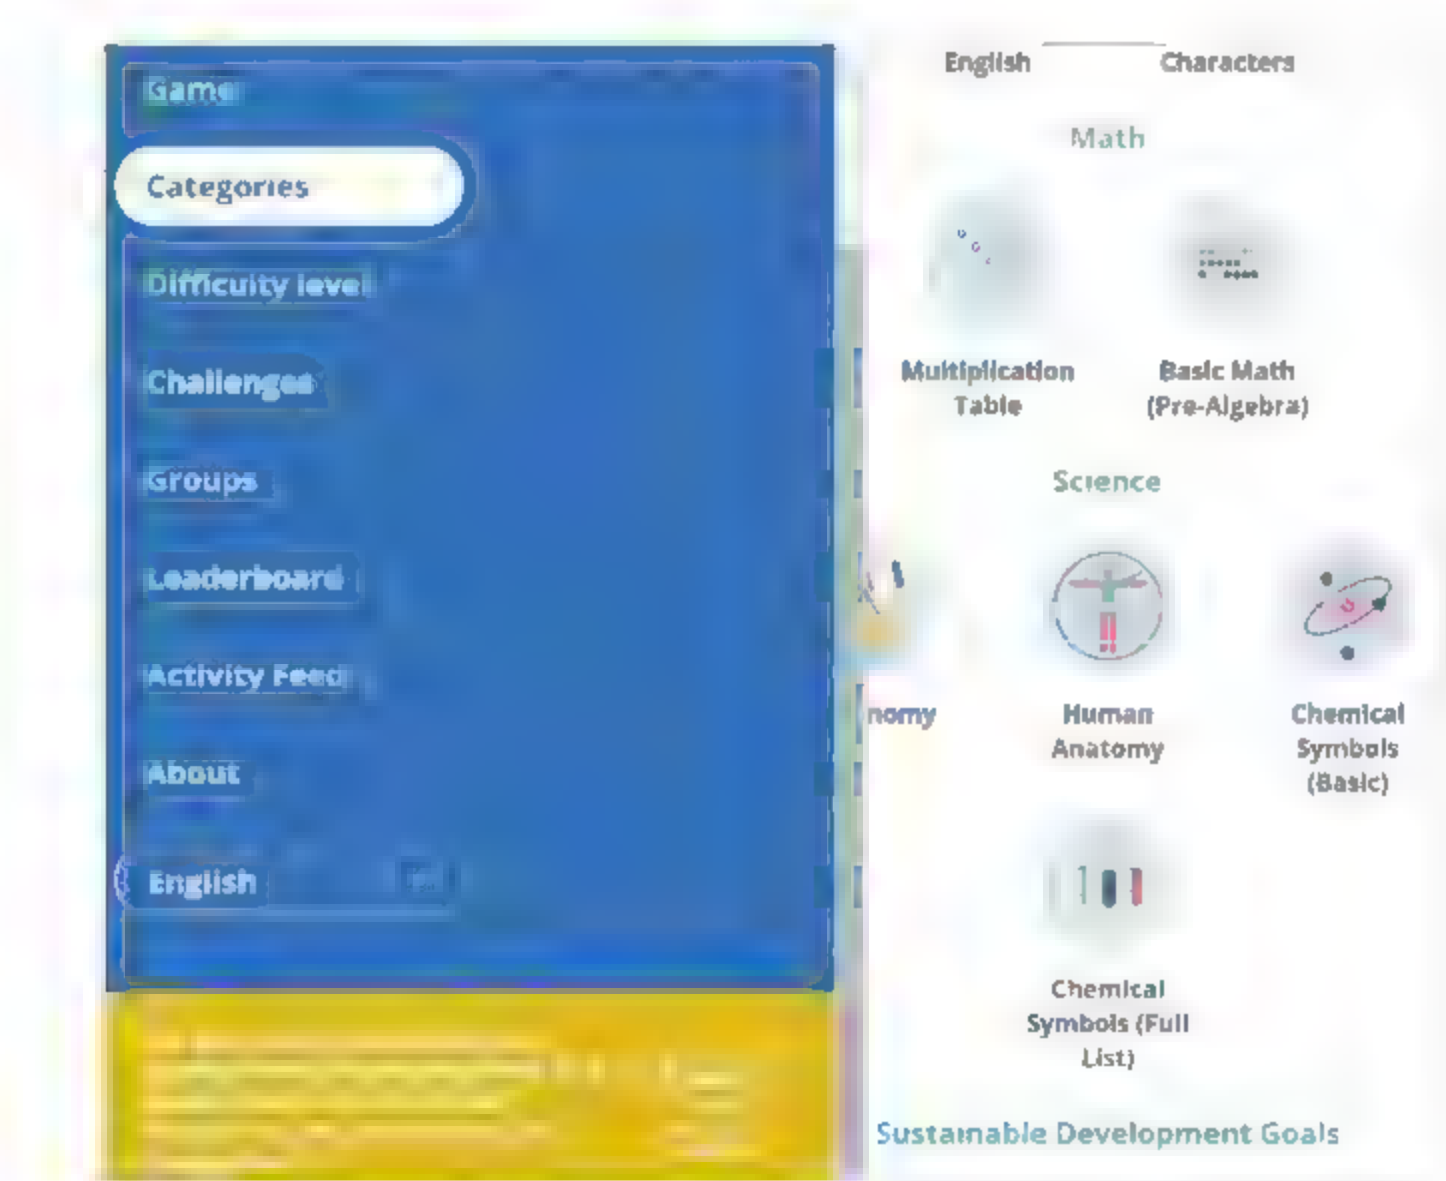 Game
Categories
Difficulty level
Challenges
Groups
Leaderboard
Activity Feed
About
English
English
Characters
Math
Multiplication
Table
Basic Math
(Pre-Algebra)
Science
nomy
Human
Anatomy
Chemical
Symbols
(Basic)
Chemical
Symbols (Full
List)
Sustainable Development Goals